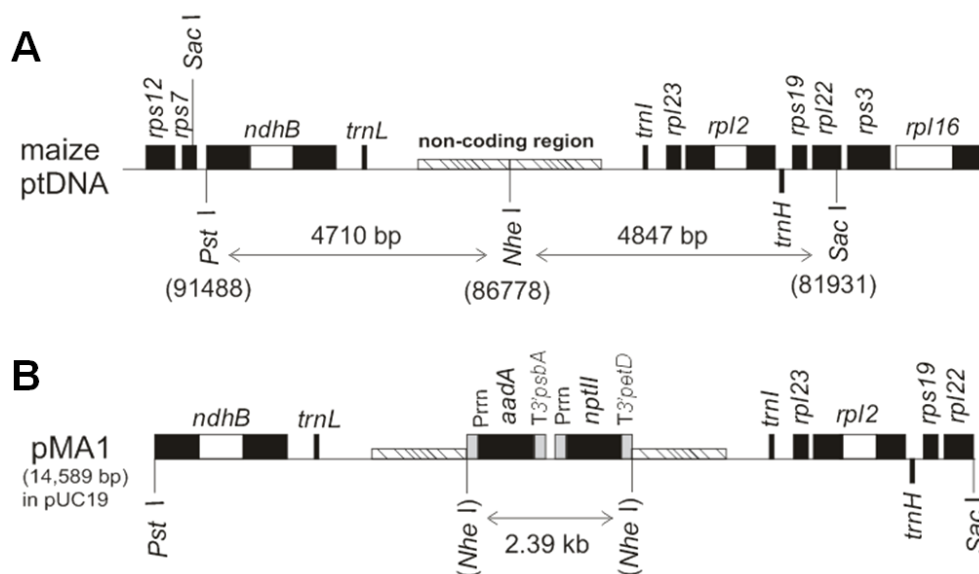 A
maize
ptDNA
rps12
rps7
Sac I
ndhB
trnL
non-coding region
trnI
rpl23
rpl2
rps19
rpl22
rps3
rpl16
trnH
Pst I
4710 bp
Nhe I
4847 bp
Sac I
(91488)
(86778)
(81931)
B
pMA1
(14,589 bp)
in pUC19
ndhB
trnL
Prrn
aadA
T3'psbA
Prrn
nptII
T3'petD
trnI
rpl23
rpl2
rps19
rpl22
trnH
Pst I
(Nhe I)
2.39 kb
(Nhe I)
Sac I